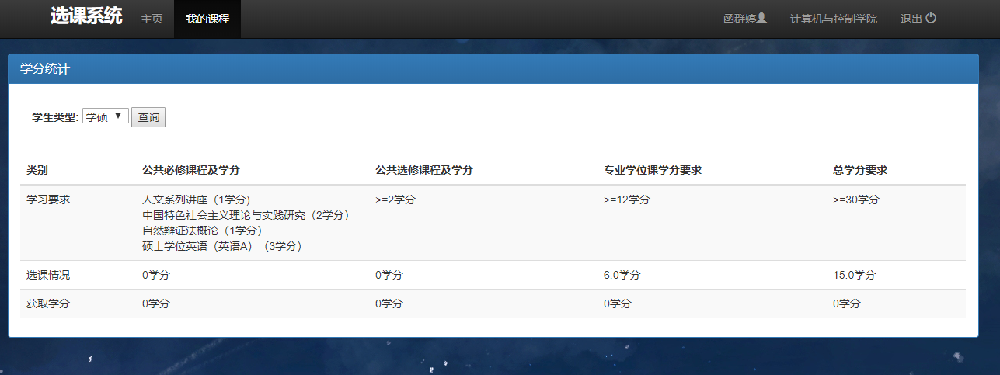 选课系统 主页 我的课程 函群婷 计算机与控制学院 退出
学分统计
学生类型: 学硕 查询
类别 公共必修课程及学分 公共选修课程及学分 专业学位课学分要求 总学分要求
学习要求 人文系列讲座（1学分） >=2学分 >=12学分 >=30学分
中国特色社会主义理论与实践研究（2学分）
自然辩证法概论（1学分）
硕士学位英语（英语A）（3学分）
选课情况 0学分 0学分 6.0学分 15.0学分
获取学分 0学分 0学分 0学分 0学分